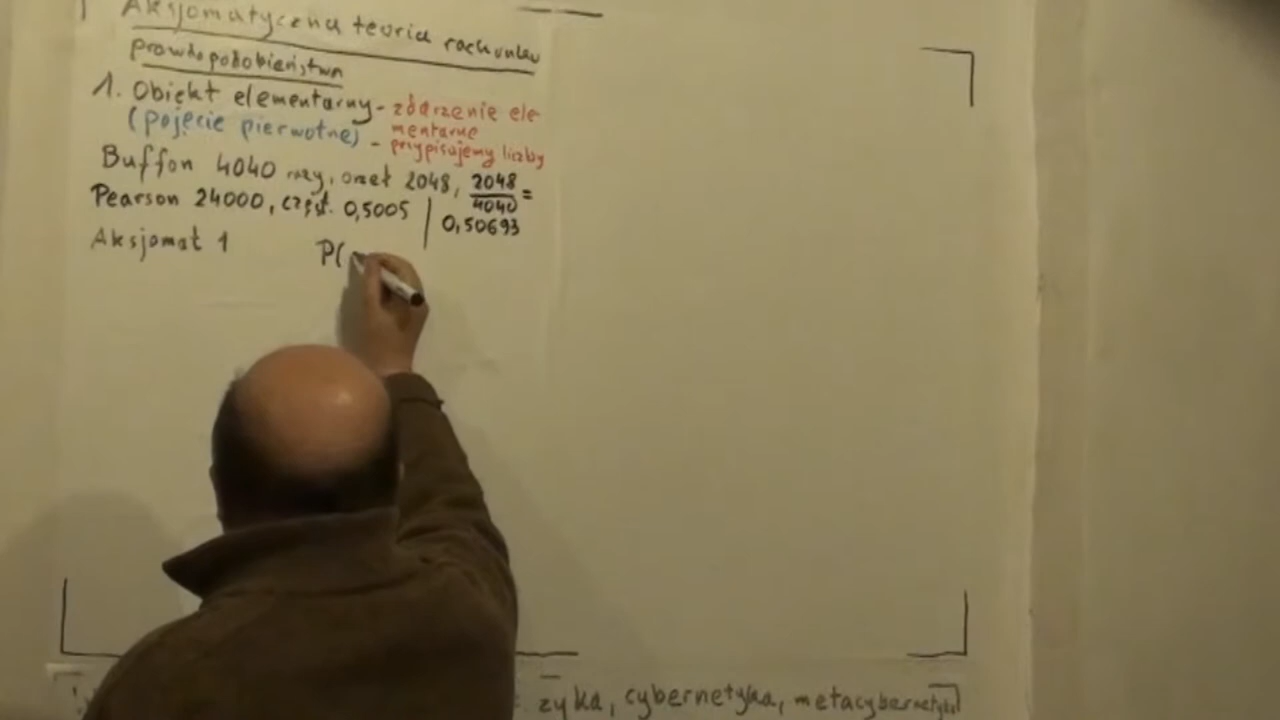 Aksjomatyczna teoria rachunku
prawdopodobieństwa
1. Obiekt elementarny - zdarzenie ele-
(pojęcie pierwotne) mentarne
- przypisujemy liczby
Buffon 4040 razy, orzeł 2048, 2048/4040 =
Pearson 24000, częst. 0,5005 | 0,50693
Aksjomat 1 P(
zyka, cybernetyka, metacybernetyka